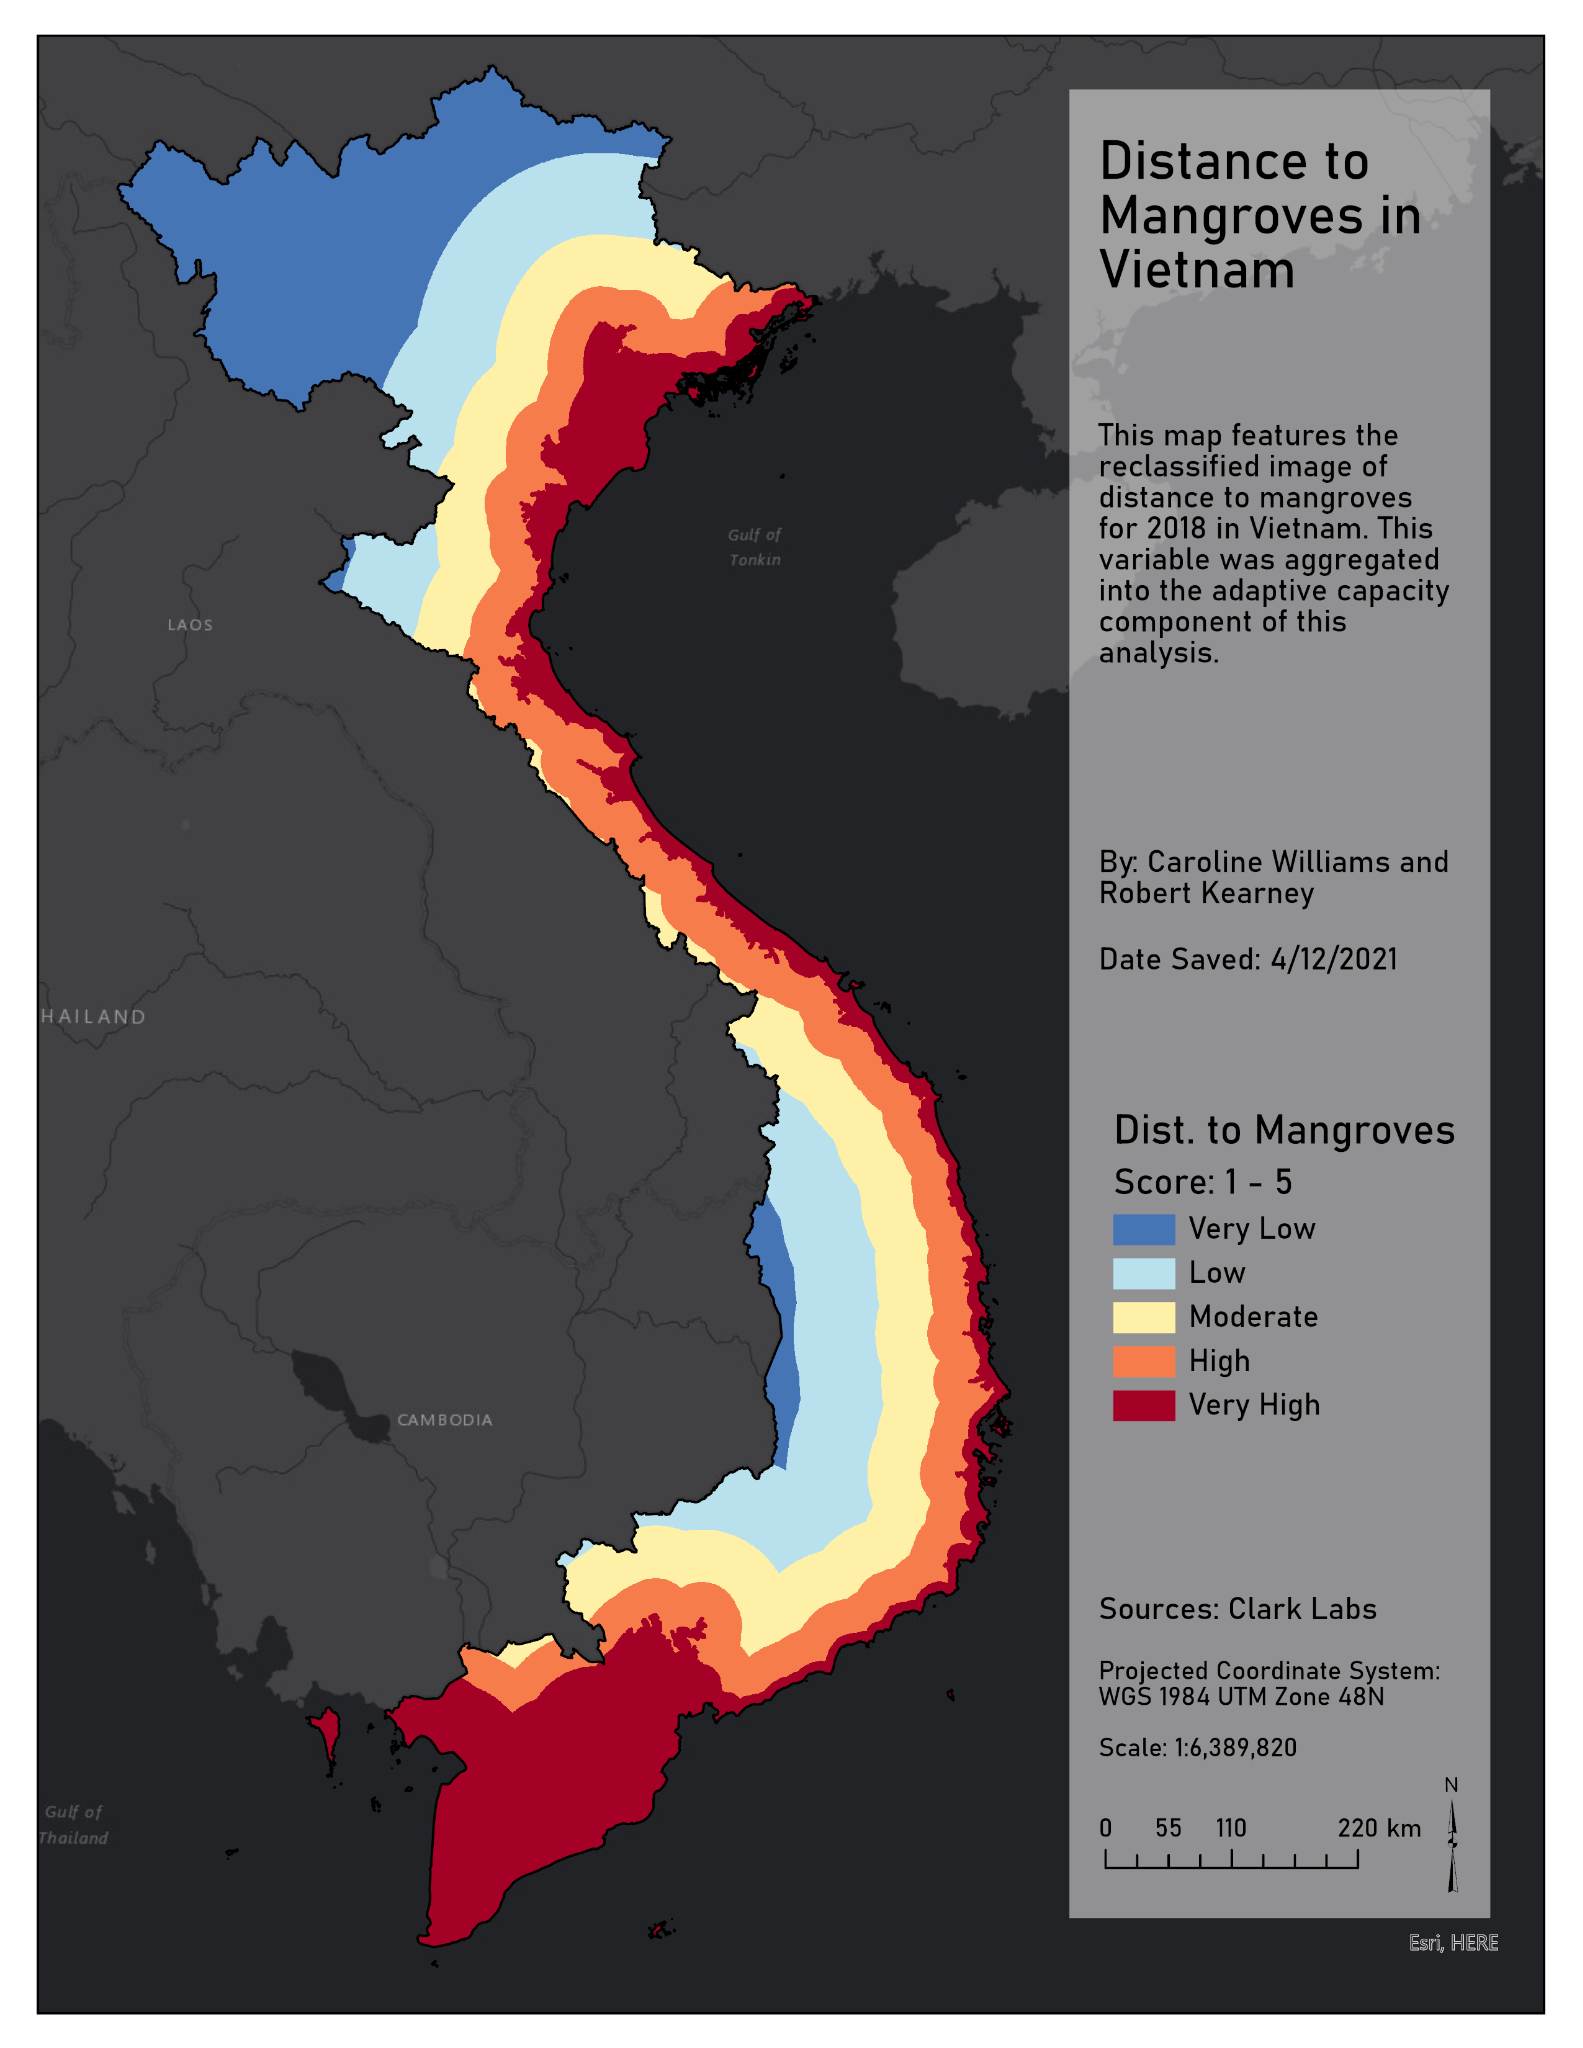 Distance to
Mangroves in
Vietnam
This map features the
reclassified image of
distance to mangroves
for 2018 in Vietnam. This
variable was aggregated
into the adaptive capacity
component of this
analysis.
By: Caroline Williams and
Robert Kearney
Date Saved: 4/12/2021
Dist. to Mangroves
Score: 1 - 5
Very Low
Low
Moderate
High
Very High
Sources: Clark Labs
Projected Coordinate System:
WGS 1984 UTM Zone 48N
Scale: 1:6,389,820
N
0 55 110 220 km
Esri, HERE
Gulf of
Tonkin
LAOS
HAILAND
CAMBODIA
Gulf of
Thailand